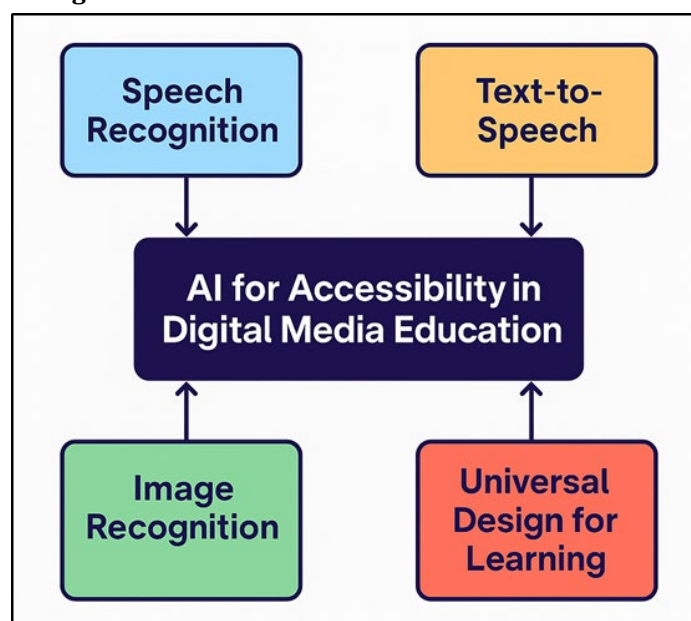 Speech
Recognition
Text-to-
Speech
AI for Accessibility in
Digital Media Education
Image
Recognition
Universal
Design for
Learning